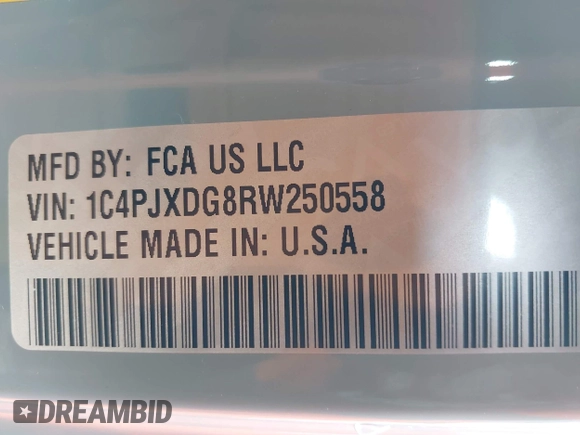 MFD BY: FCA US LLC
VIN: 1C4PJXDG8RW250558
VEHICLE MADE IN: U.S.A.
DREAMBID